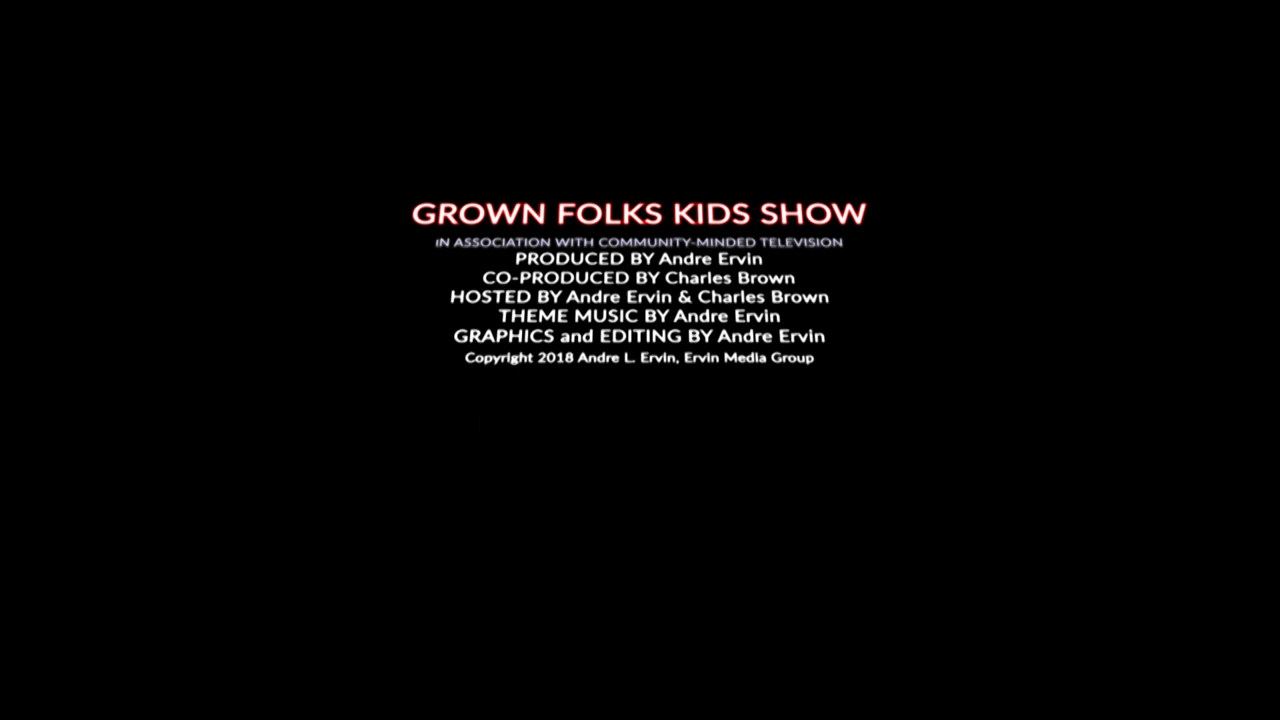 GROWN FOLKS KIDS SHOW
IN ASSOCIATION WITH COMMUNITY-MINDED TELEVISION
PRODUCED BY Andre Ervin
CO-PRODUCED BY Charles Brown
HOSTED BY Andre Ervin & Charles Brown
THEME MUSIC BY Andre Ervin
GRAPHICS and EDITING BY Andre Ervin
Copyright 2018 Andre L. Ervin, Ervin Media Group